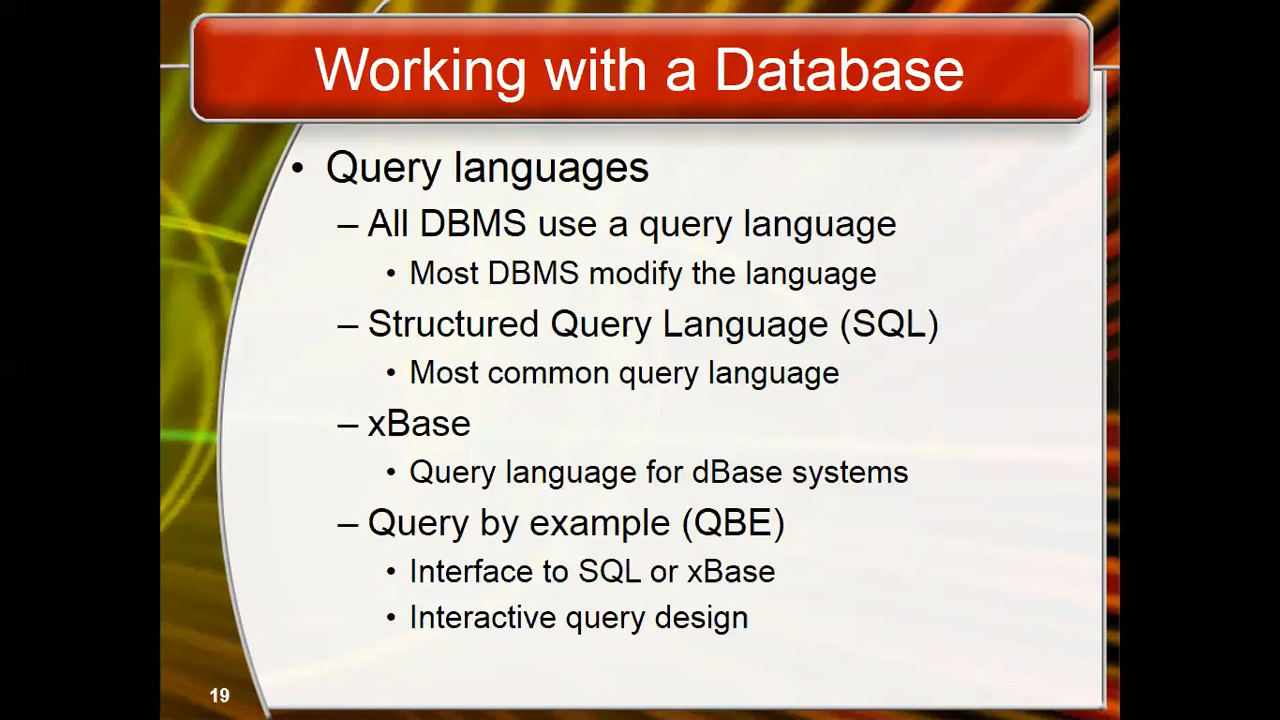 Working with a Database
• Query languages
– All DBMS use a query language
• Most DBMS modify the language
– Structured Query Language (SQL)
• Most common query language
– xBase
• Query language for dBase systems
– Query by example (QBE)
• Interface to SQL or xBase
• Interactive query design
19